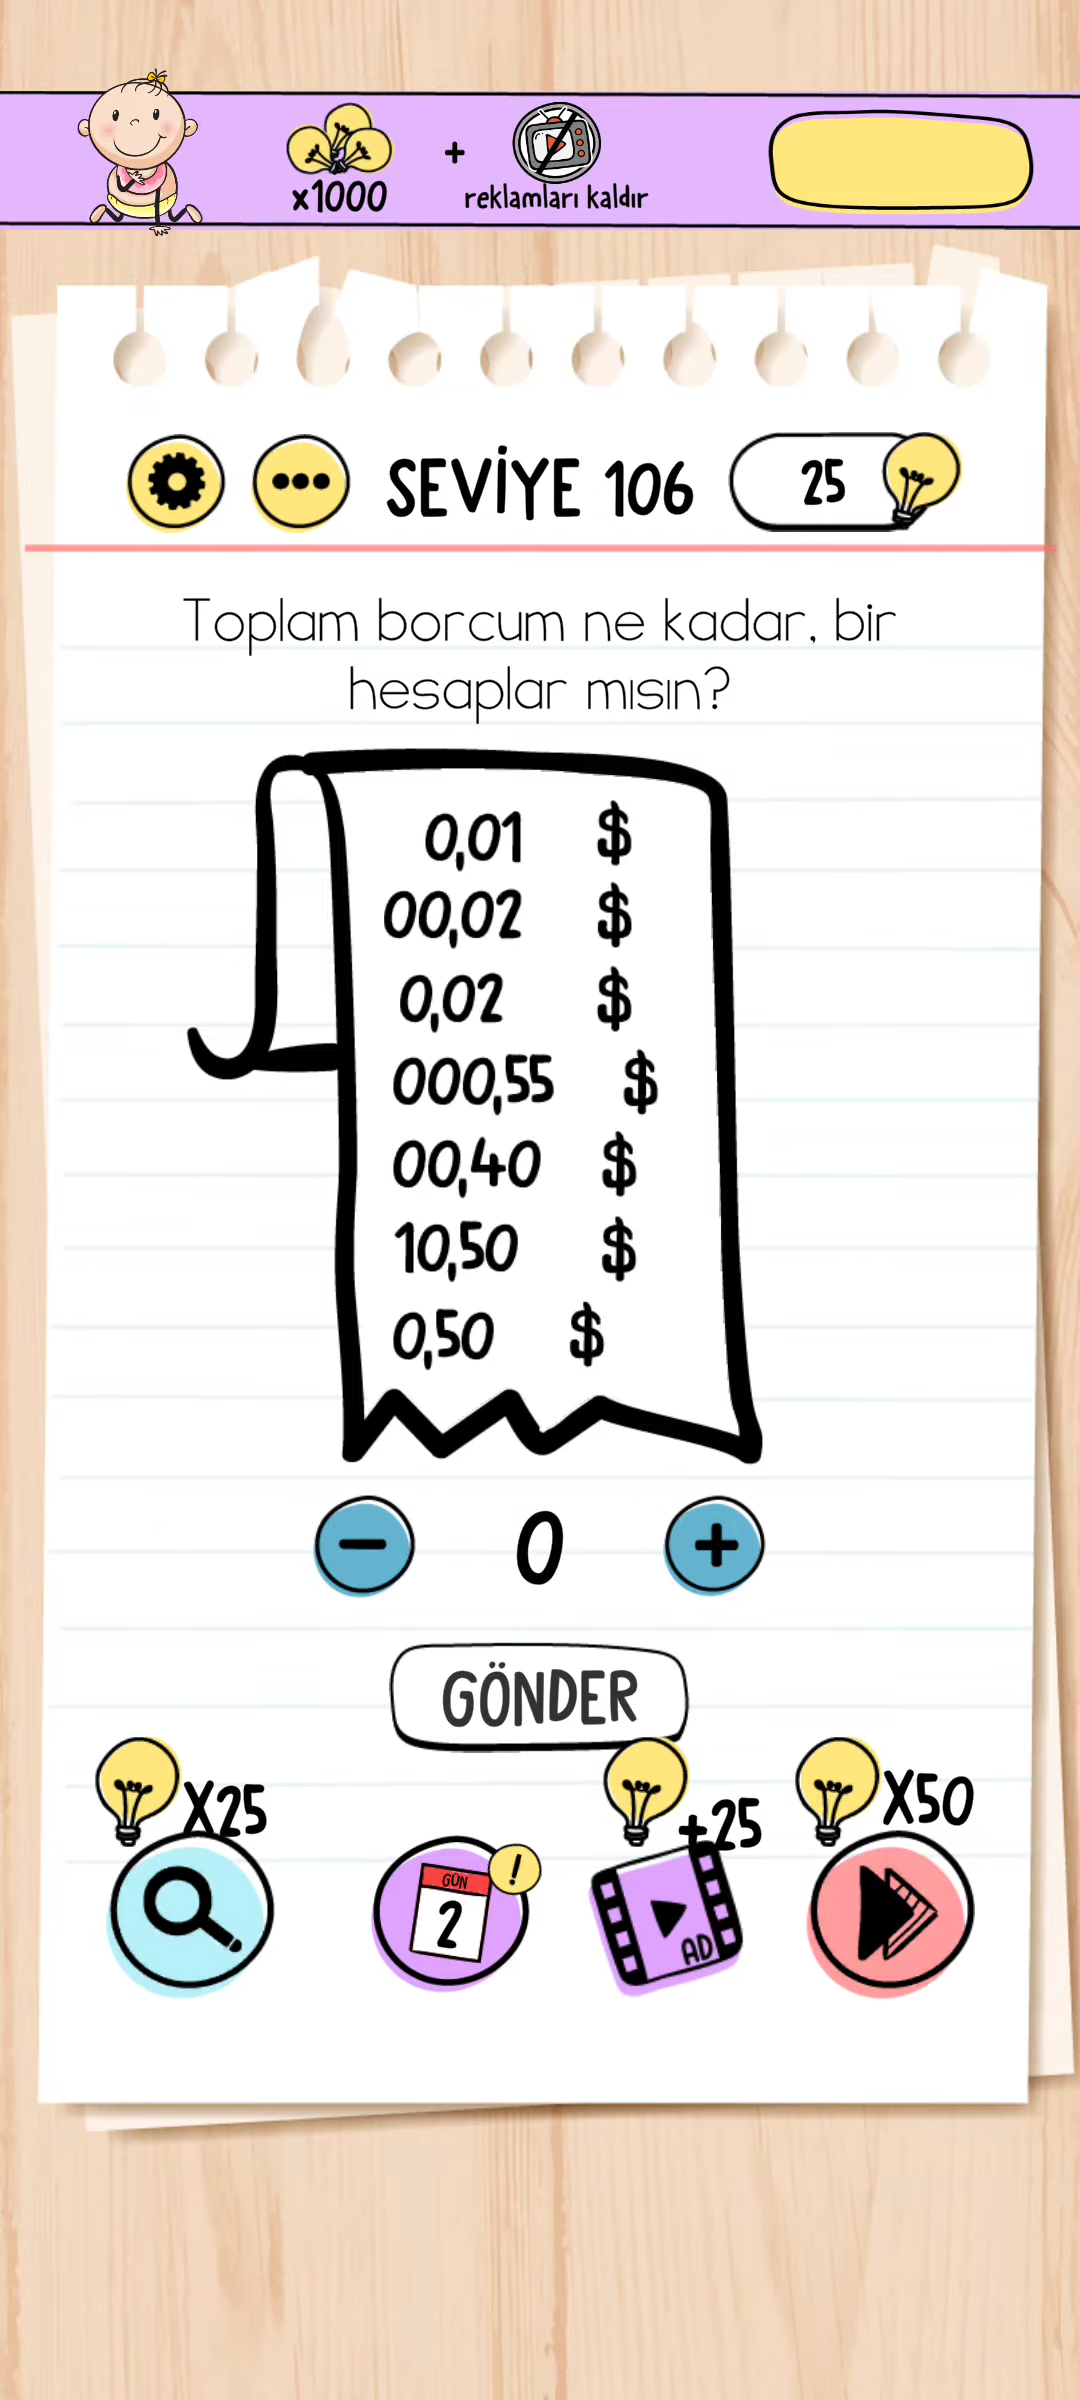 x1000
+
reklamları kaldır
SEVİYE 106
25
Toplam borcum ne kadar, bir
hesaplar mısın?
0,01 $
00,02 $
0,02 $
000,55 $
00,40 $
10,50 $
0,50 $
- 0 +
GÖNDER
X25
+25
X50
GÜN
2
!
AD